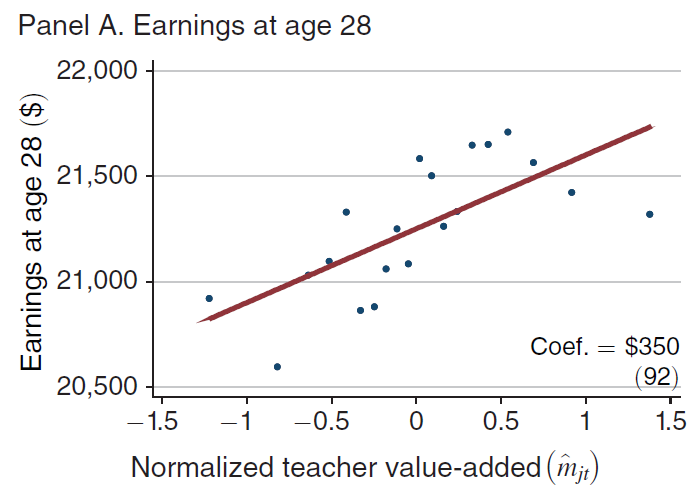 Panel A. Earnings at age 28
Earnings at age 28 ($)
22,000
21,500
21,000
20,500
Coef. = $350
(92)
−1.5 −1 −0.5 0 0.5 1 1.5
Normalized teacher value-added (m̂jt)